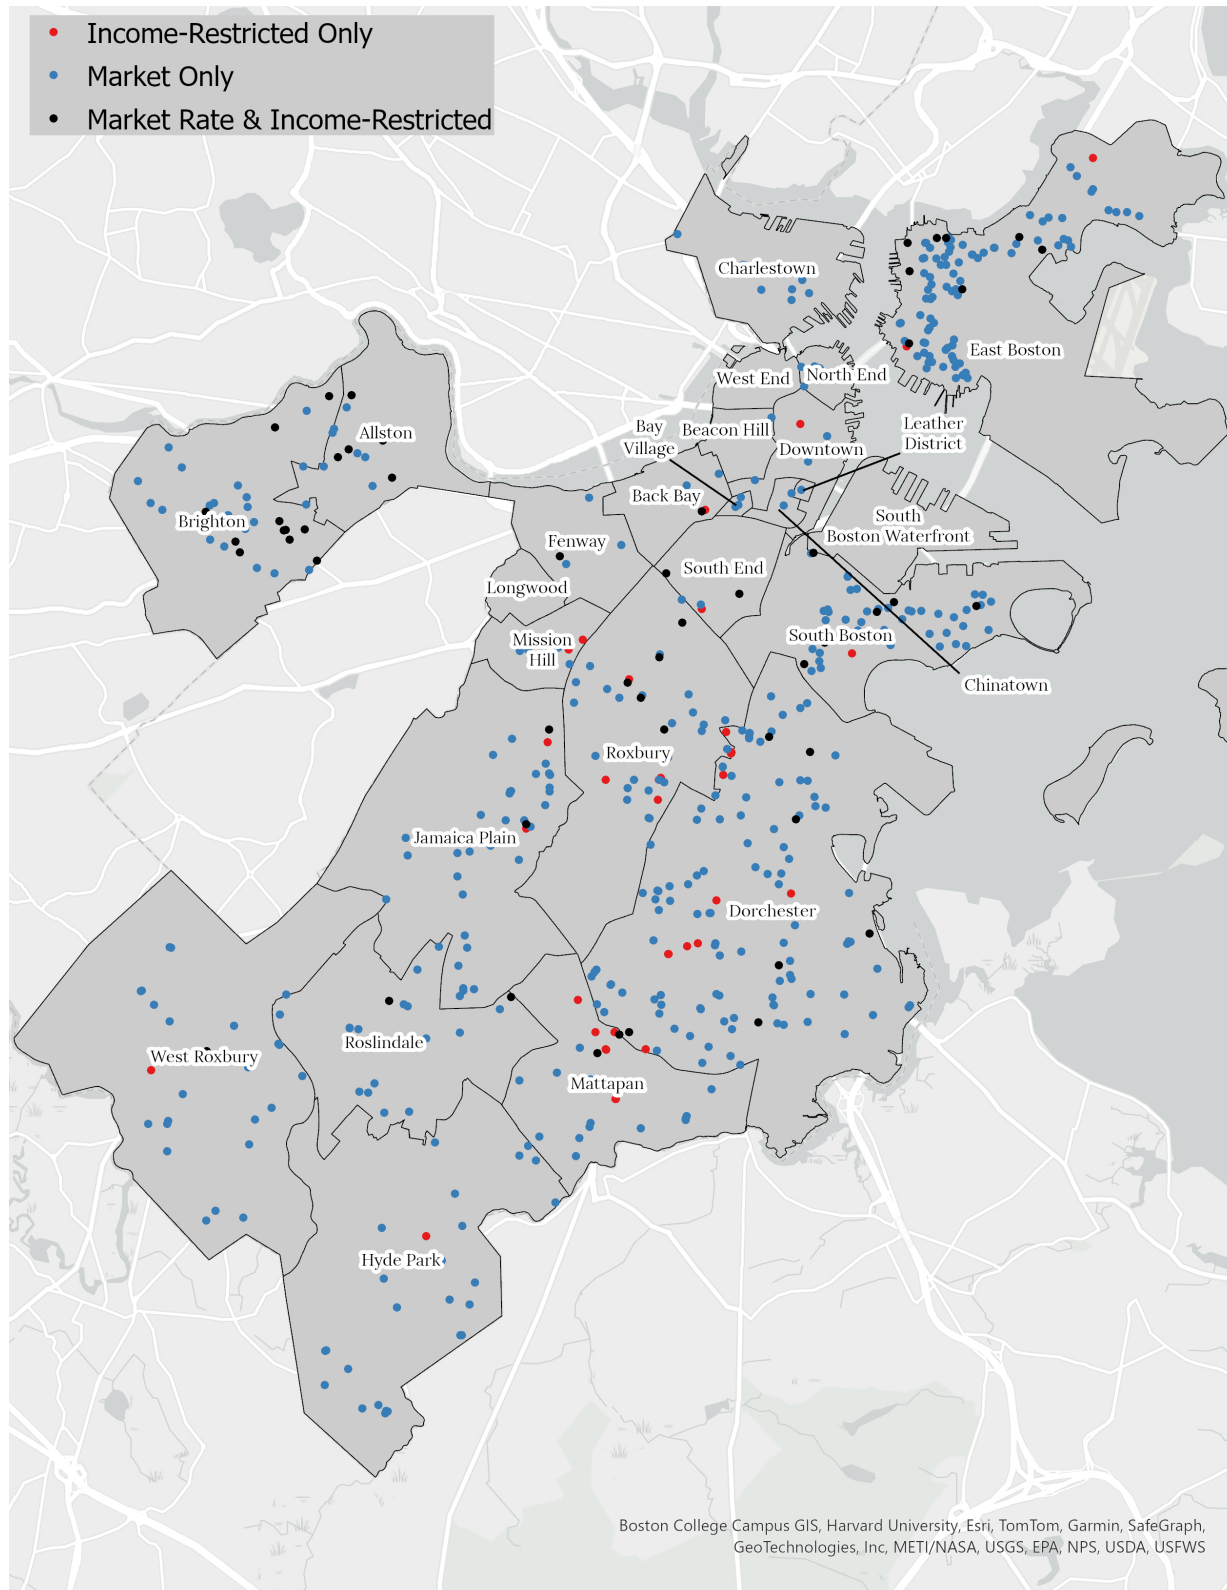 Income-Restricted Only
Market Only
Market Rate & Income-Restricted
Charlestown
East Boston
West End
North End
Bay
Village
Beacon Hill
Leather
District
Allston
Downtown
Back Bay
Brighton
South
Boston Waterfront
Fenway
South End
Longwood
Mission
Hill
South Boston
Chinatown
Roxbury
Jamaica Plain
Dorchester
Roslindale
West Roxbury
Mattapan
Hyde Park
Boston College Campus GIS, Harvard University, Esri, TomTom, Garmin, SafeGraph,
GeoTechnologies, Inc, METI/NASA, USGS, EPA, NPS, USDA, USFWS